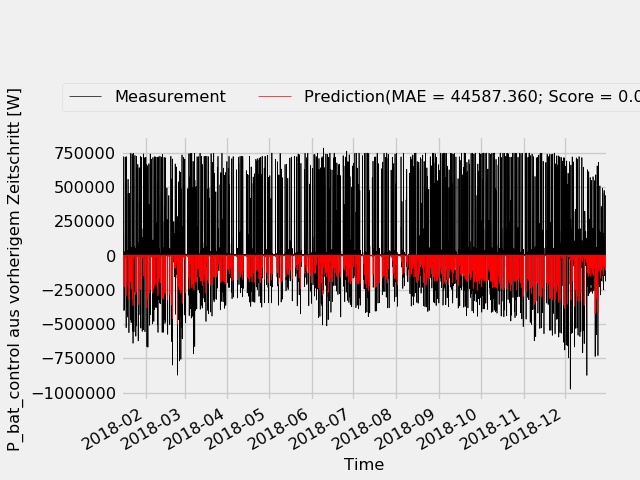 Measurement Prediction(MAE = 44587.360; Score = 0.0
P_bat_control aus vorherigem Zeitschritt [W]
750000
500000
250000
0
−250000
−500000
−750000
−1000000
2018-02 2018-03 2018-04 2018-05 2018-06 2018-07 2018-08 2018-09 2018-10 2018-11 2018-12
Time